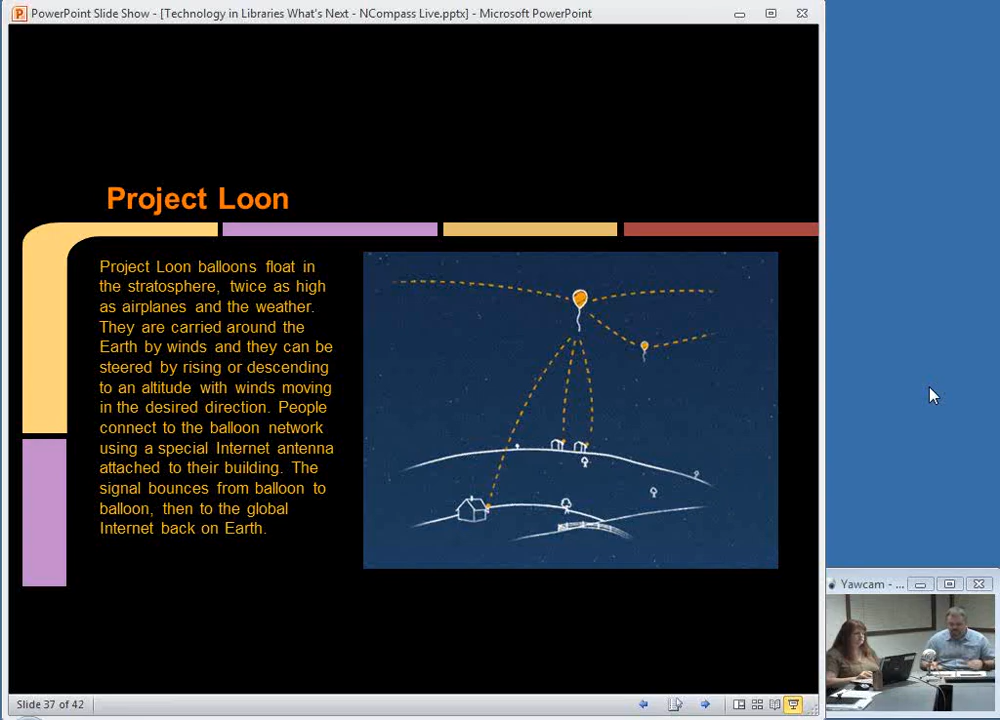 PowerPoint Slide Show - [Technology in Libraries What's Next - NCompass Live.pptx] - Microsoft PowerPoint
Project Loon
Project Loon balloons float in
the stratosphere, twice as high
as airplanes and the weather.
They are carried around the
Earth by winds and they can be
steered by rising or descending
to an altitude with winds moving
in the desired direction. People
connect to the balloon network
using a special Internet antenna
attached to their building. The
signal bounces from balloon to
balloon, then to the global
Internet back on Earth.
Yawcam - ...
Slide 37 of 42